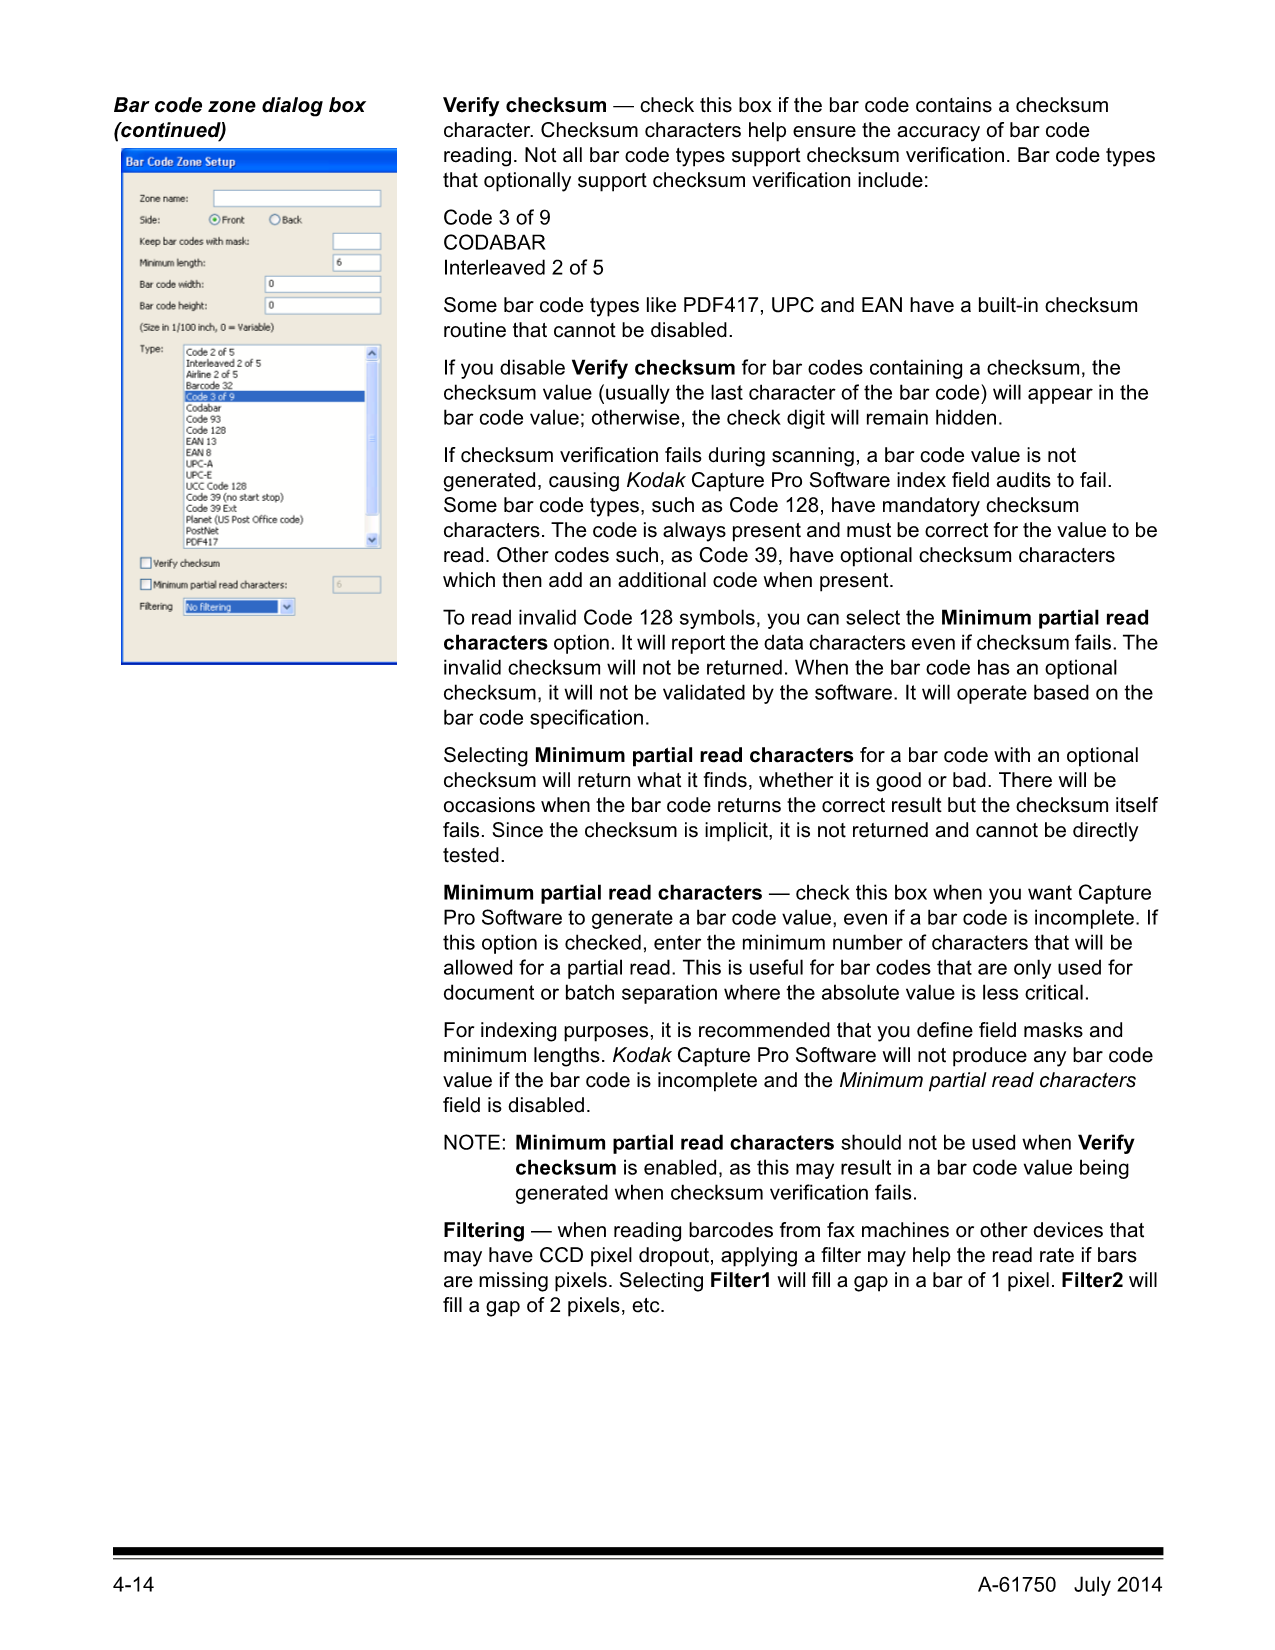 Bar code zone dialog box
(continued)
Bar Code Zone Setup
Zone name:
Side: Front Back
Keep bar codes with mask:
Minimum length: 6
Bar code width: 0
Bar code height: 0
(Size in 1/100 inch, 0 = Variable)
Type:
Code 2 of 5
Interleaved 2 of 5
Airline 2 of 5
Barcode 32
Code 3 of 9
Codabar
Code 93
Code 128
EAN 13
EAN 8
UPC-A
UPC-E
UCC Code 128
Code 39 (no start stop)
Code 39 Ext
Planet (US Post Office code)
PostNet
PDF417
Verify checksum
Minimum partial read characters: 6
Filtering No filtering
Verify checksum — check this box if the bar code contains a checksum
character. Checksum characters help ensure the accuracy of bar code
reading. Not all bar code types support checksum verification. Bar code types
that optionally support checksum verification include:
Code 3 of 9
CODABAR
Interleaved 2 of 5
Some bar code types like PDF417, UPC and EAN have a built-in checksum
routine that cannot be disabled.
If you disable Verify checksum for bar codes containing a checksum, the
checksum value (usually the last character of the bar code) will appear in the
bar code value; otherwise, the check digit will remain hidden.
If checksum verification fails during scanning, a bar code value is not
generated, causing Kodak Capture Pro Software index field audits to fail.
Some bar code types, such as Code 128, have mandatory checksum
characters. The code is always present and must be correct for the value to be
read. Other codes such, as Code 39, have optional checksum characters
which then add an additional code when present.
To read invalid Code 128 symbols, you can select the Minimum partial read
characters option. It will report the data characters even if checksum fails. The
invalid checksum will not be returned. When the bar code has an optional
checksum, it will not be validated by the software. It will operate based on the
bar code specification.
Selecting Minimum partial read characters for a bar code with an optional
checksum will return what it finds, whether it is good or bad. There will be
occasions when the bar code returns the correct result but the checksum itself
fails. Since the checksum is implicit, it is not returned and cannot be directly
tested.
Minimum partial read characters — check this box when you want Capture
Pro Software to generate a bar code value, even if a bar code is incomplete. If
this option is checked, enter the minimum number of characters that will be
allowed for a partial read. This is useful for bar codes that are only used for
document or batch separation where the absolute value is less critical.
For indexing purposes, it is recommended that you define field masks and
minimum lengths. Kodak Capture Pro Software will not produce any bar code
value if the bar code is incomplete and the Minimum partial read characters
field is disabled.
NOTE: Minimum partial read characters should not be used when Verify
checksum is enabled, as this may result in a bar code value being
generated when checksum verification fails.
Filtering — when reading barcodes from fax machines or other devices that
may have CCD pixel dropout, applying a filter may help the read rate if bars
are missing pixels. Selecting Filter1 will fill a gap in a bar of 1 pixel. Filter2 will
fill a gap of 2 pixels, etc.
4-14 A-61750 July 2014